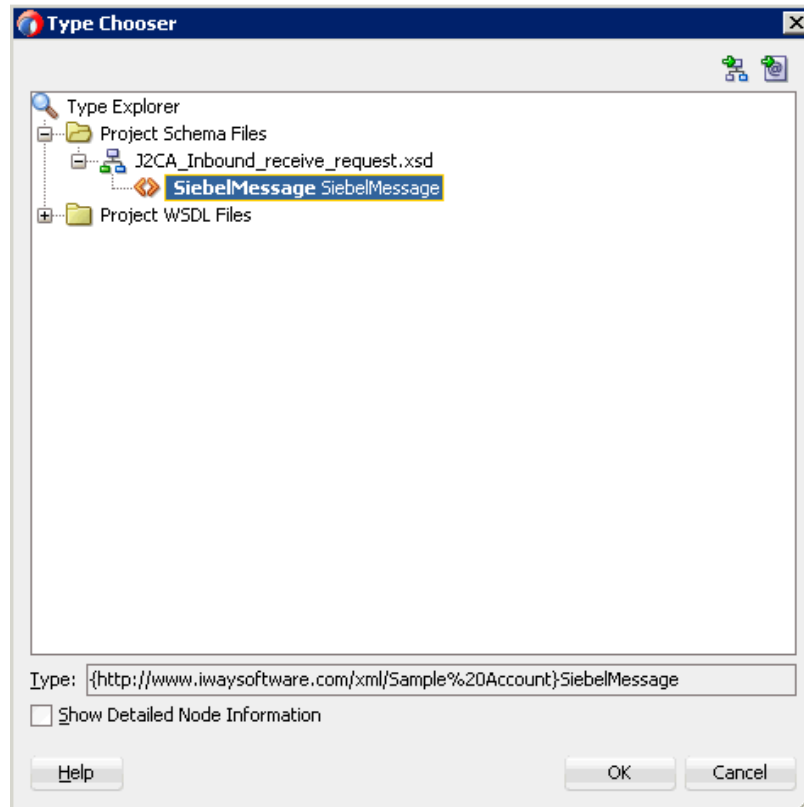 Type Chooser
Type Explorer
Project Schema Files
J2CA_Inbound_receive_request.xsd
SiebelMessage SiebelMessage
Project WSDL Files
Type: {http://www.iwaysoftware.com/xml/Sample%20Account}SiebelMessage
Show Detailed Node Information
Help OK Cancel